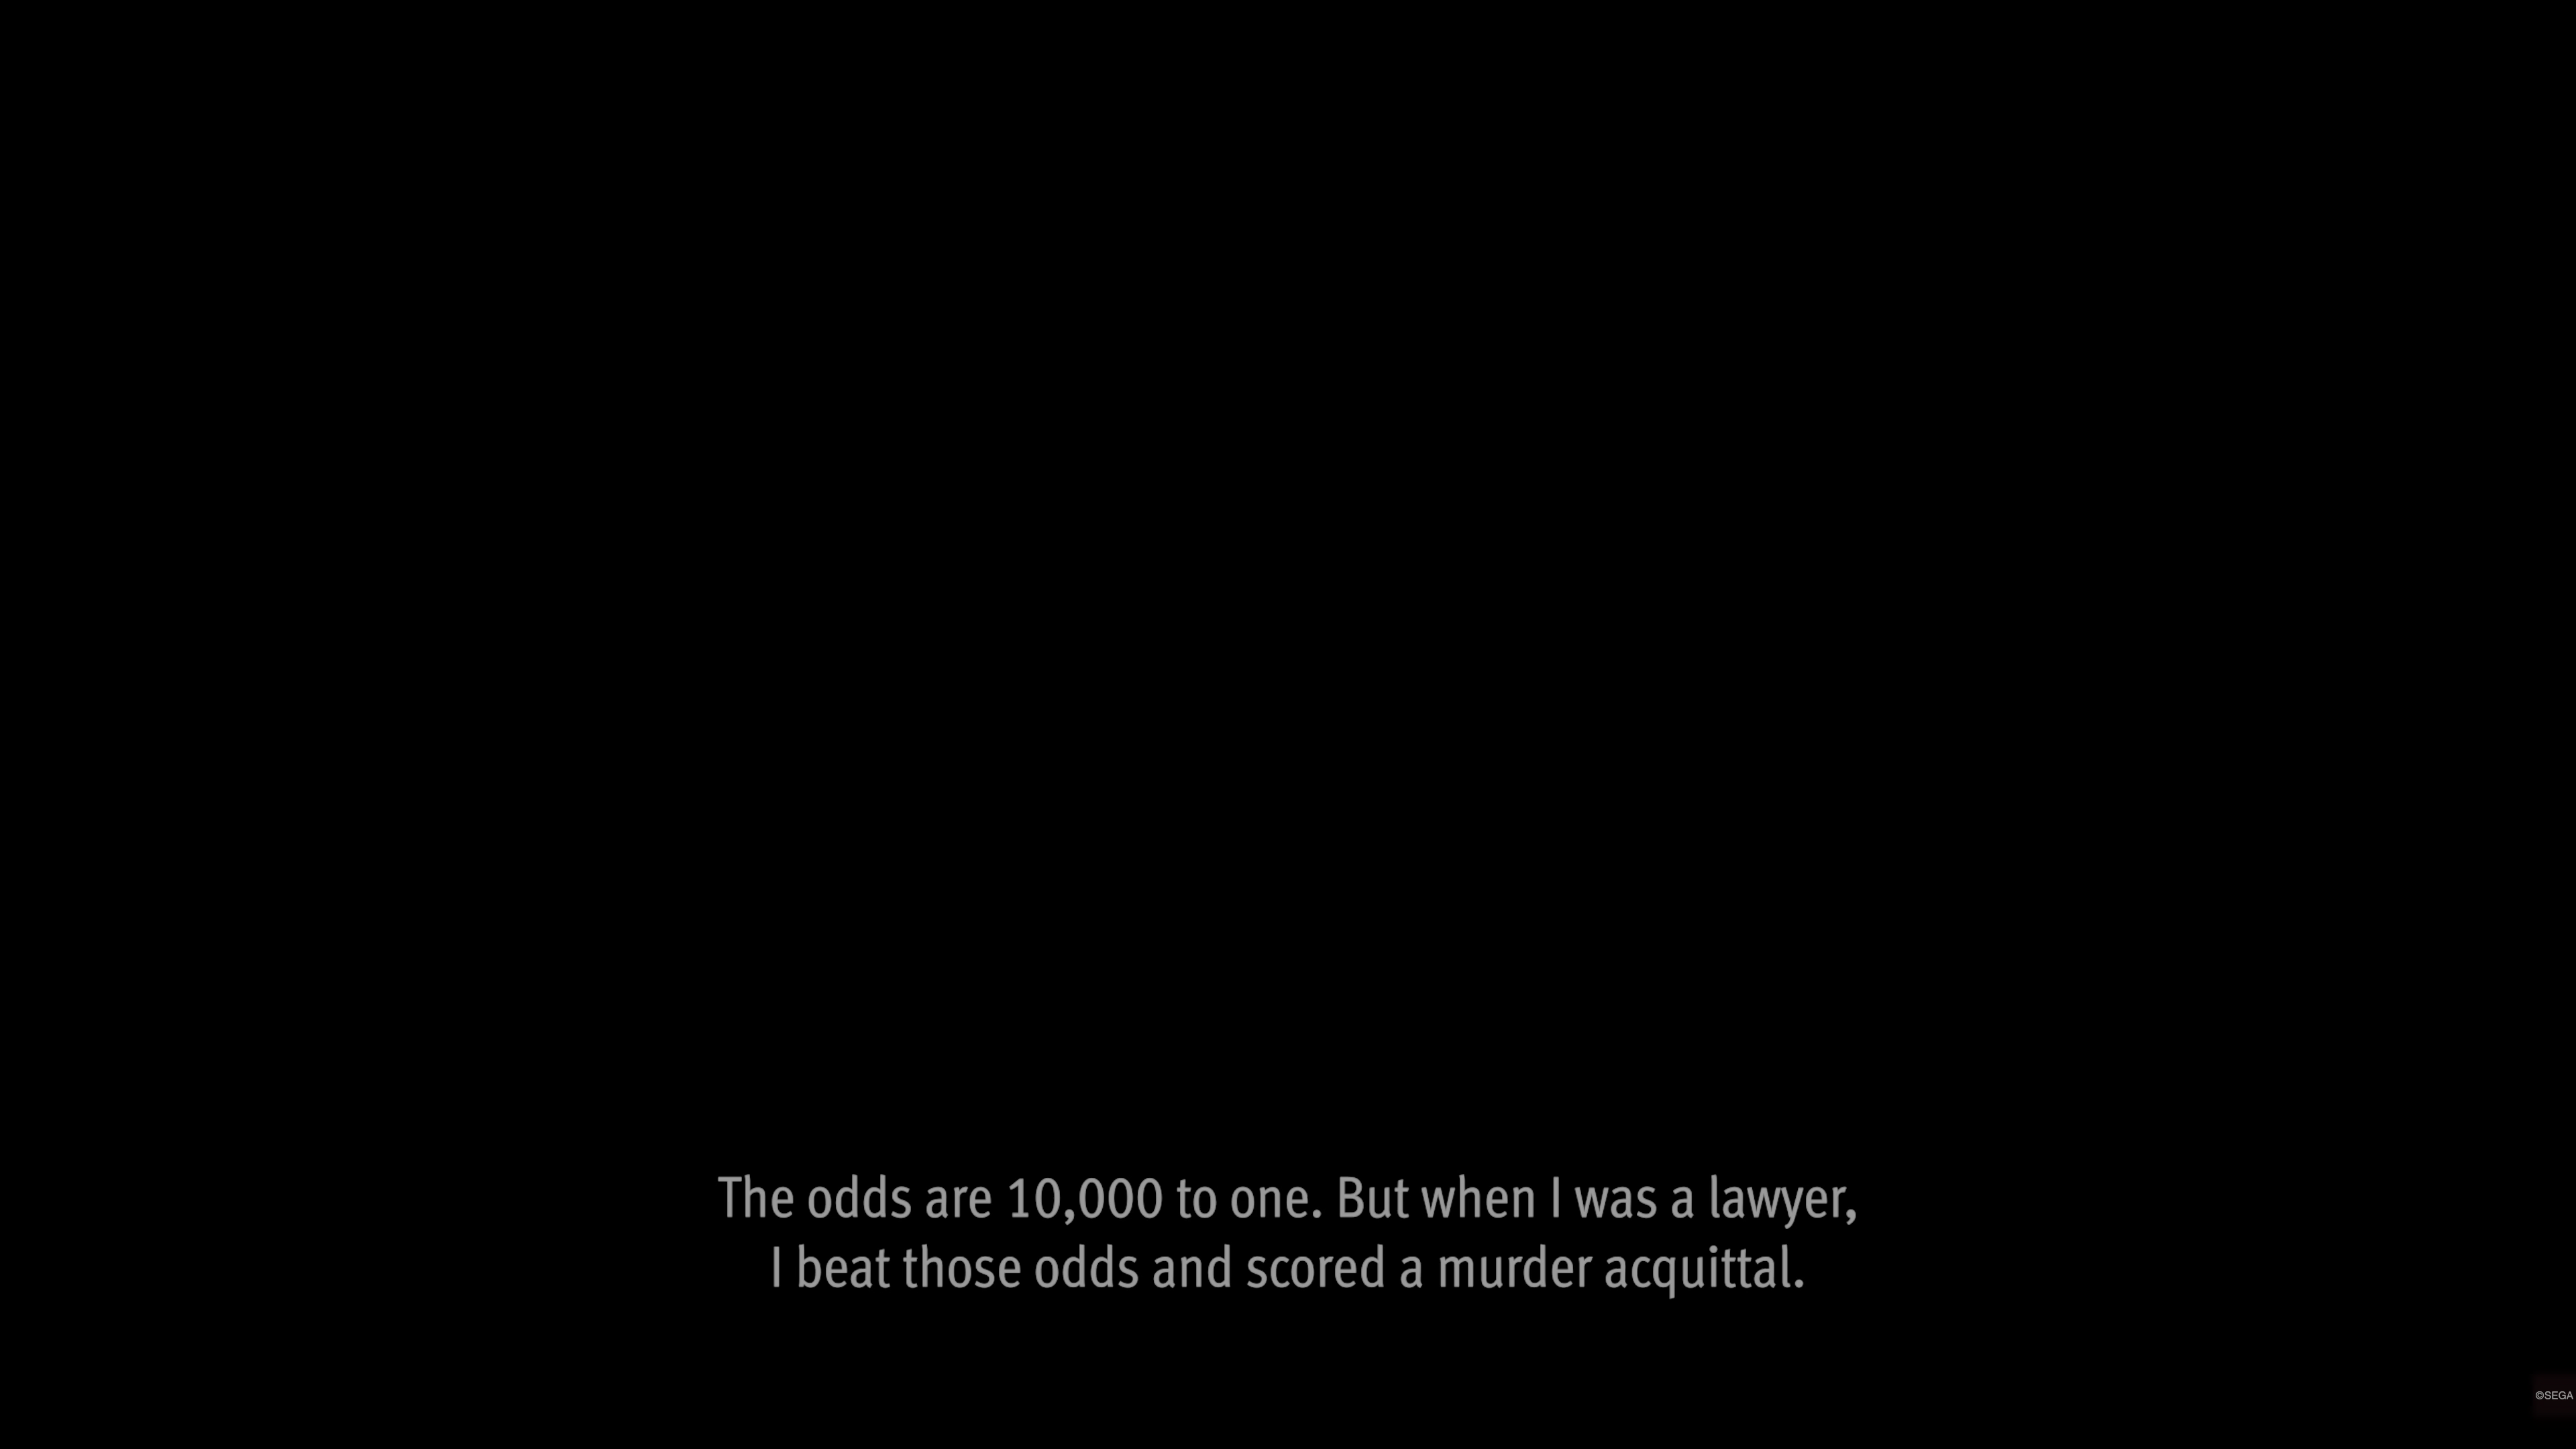 The odds are 10,000 to one. But when I was a lawyer,
I beat those odds and scored a murder acquittal.
©SEGA